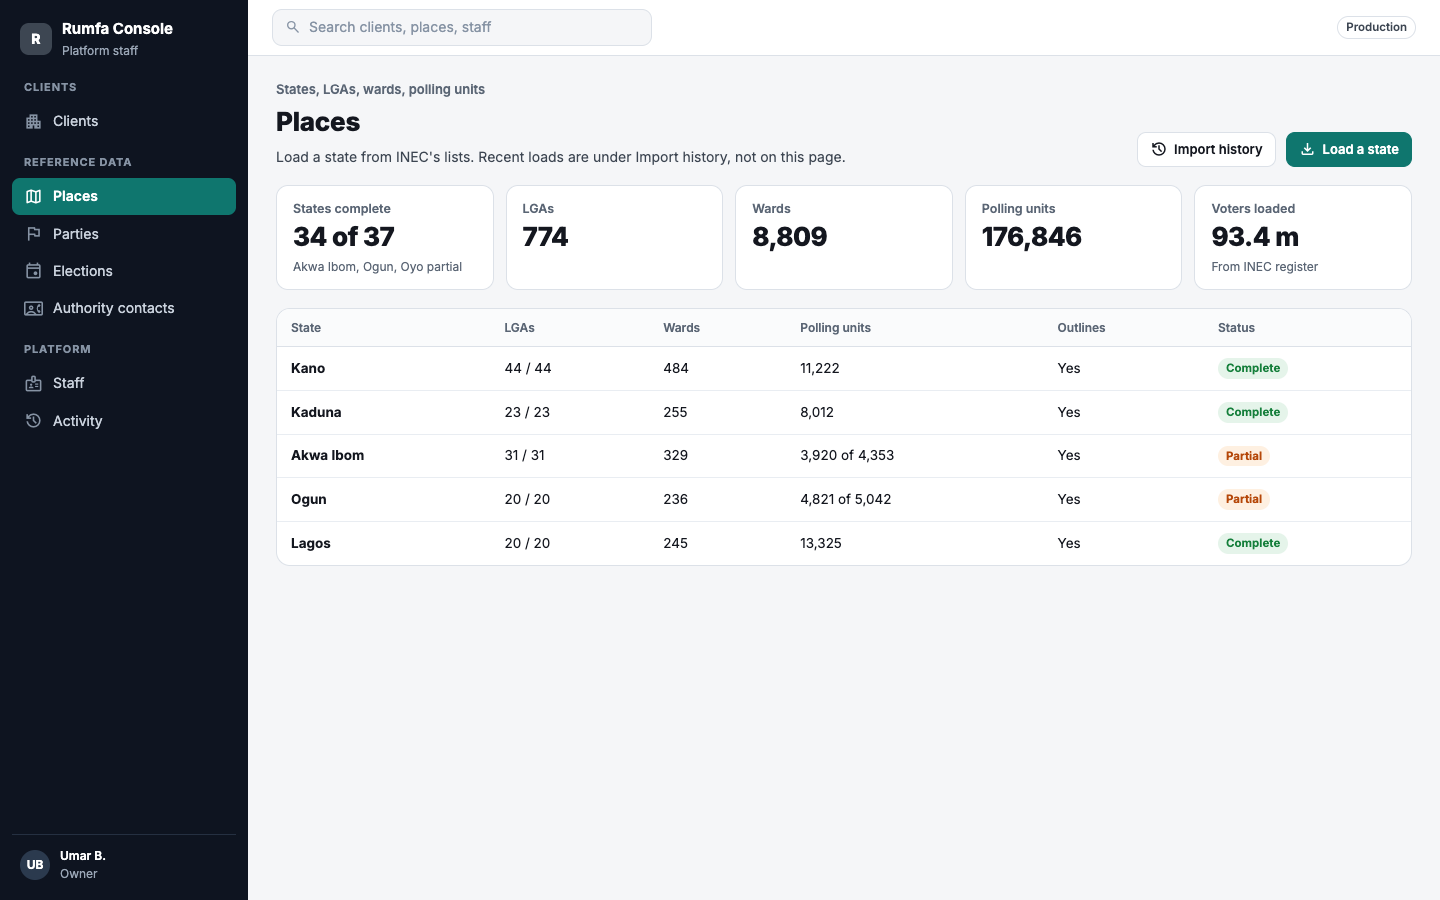 R
Rumfa Console
Platform staff
CLIENTS
Clients
REFERENCE DATA
Places
Parties
Elections
Authority contacts
PLATFORM
Staff
Activity
UB
Umar B.
Owner
Search clients, places, staff
Production
States, LGAs, wards, polling units
Places
Load a state from INEC's lists. Recent loads are under Import history, not on this page.
Import history
Load a state
States complete
34 of 37
Akwa Ibom, Ogun, Oyo partial
LGAs
774
Wards
8,809
Polling units
176,846
Voters loaded
93.4 m
From INEC register
State LGAs Wards Polling units Outlines Status
Kano 44 / 44 484 11,222 Yes Complete
Kaduna 23 / 23 255 8,012 Yes Complete
Akwa Ibom 31 / 31 329 3,920 of 4,353 Yes Partial
Ogun 20 / 20 236 4,821 of 5,042 Yes Partial
Lagos 20 / 20 245 13,325 Yes Complete